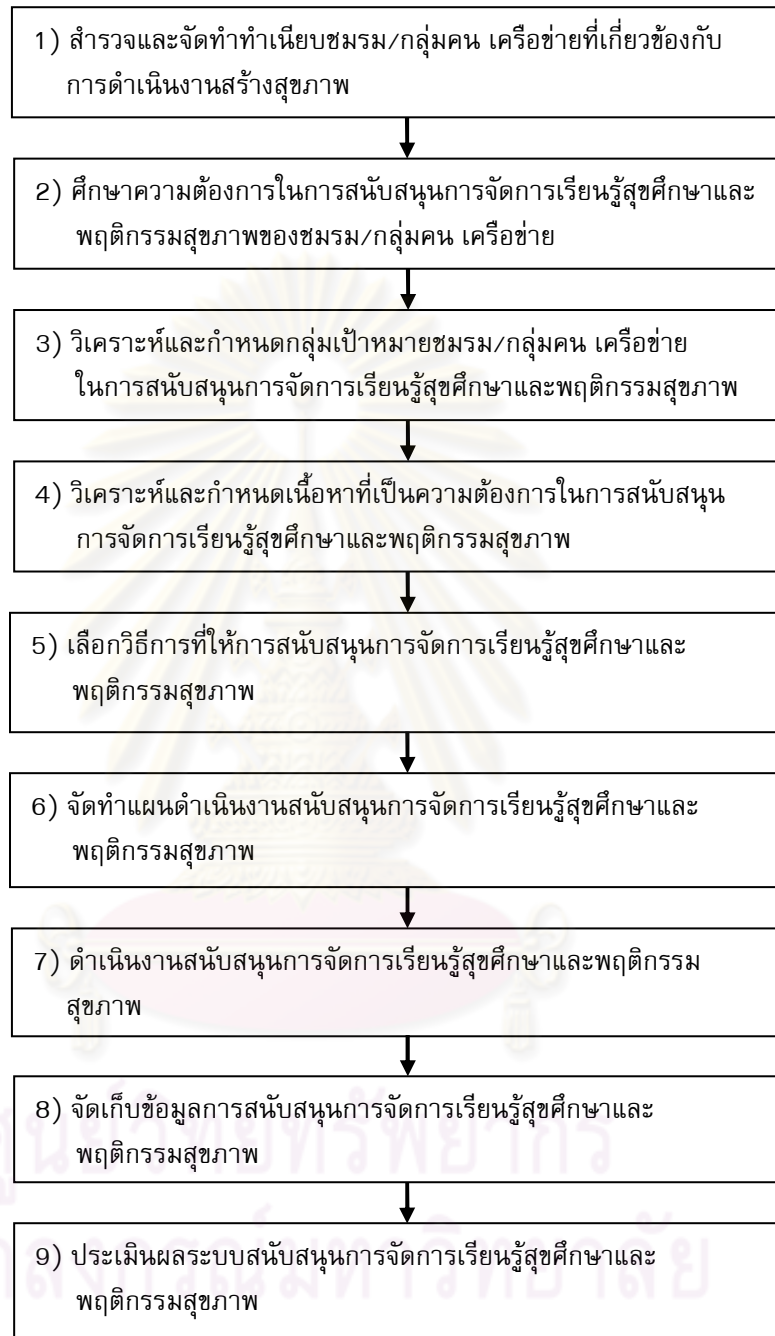 1) สำรวจและจัดทำทำเนียบชมรม/กลุ่มคน เครือข่ายที่เกี่ยวข้องกับ
การดำเนินงานสร้างสุขภาพ
2) ศึกษาความต้องการในการสนับสนุนการจัดการเรียนรู้สุขศึกษาและ
พฤติกรรมสุขภาพของชมรม/กลุ่มคน เครือข่าย
3) วิเคราะห์และกำหนดกลุ่มเป้าหมายชมรม/กลุ่มคน เครือข่าย
ในการสนับสนุนการจัดการเรียนรู้สุขศึกษาและพฤติกรรมสุขภาพ
4) วิเคราะห์และกำหนดเนื้อหาที่เป็นความต้องการในการสนับสนุน
การจัดการเรียนรู้สุขศึกษาและพฤติกรรมสุขภาพ
5) เลือกวิธีการที่ให้การสนับสนุนการจัดการเรียนรู้สุขศึกษาและ
พฤติกรรมสุขภาพ
6) จัดทำแผนดำเนินงานสนับสนุนการจัดการเรียนรู้สุขศึกษาและ
พฤติกรรมสุขภาพ
7) ดำเนินงานสนับสนุนการจัดการเรียนรู้สุขศึกษาและพฤติกรรม
สุขภาพ
8) จัดเก็บข้อมูลการสนับสนุนการจัดการเรียนรู้สุขศึกษาและ
พฤติกรรมสุขภาพ
ศูนย์วิทยทรัพยากร
9) ประเมินผลระบบสนับสนุนการจัดการเรียนรู้สุขศึกษาและ
พฤติกรรมสุขภาพ
าลงกรณ์มหาวิทยาลัย